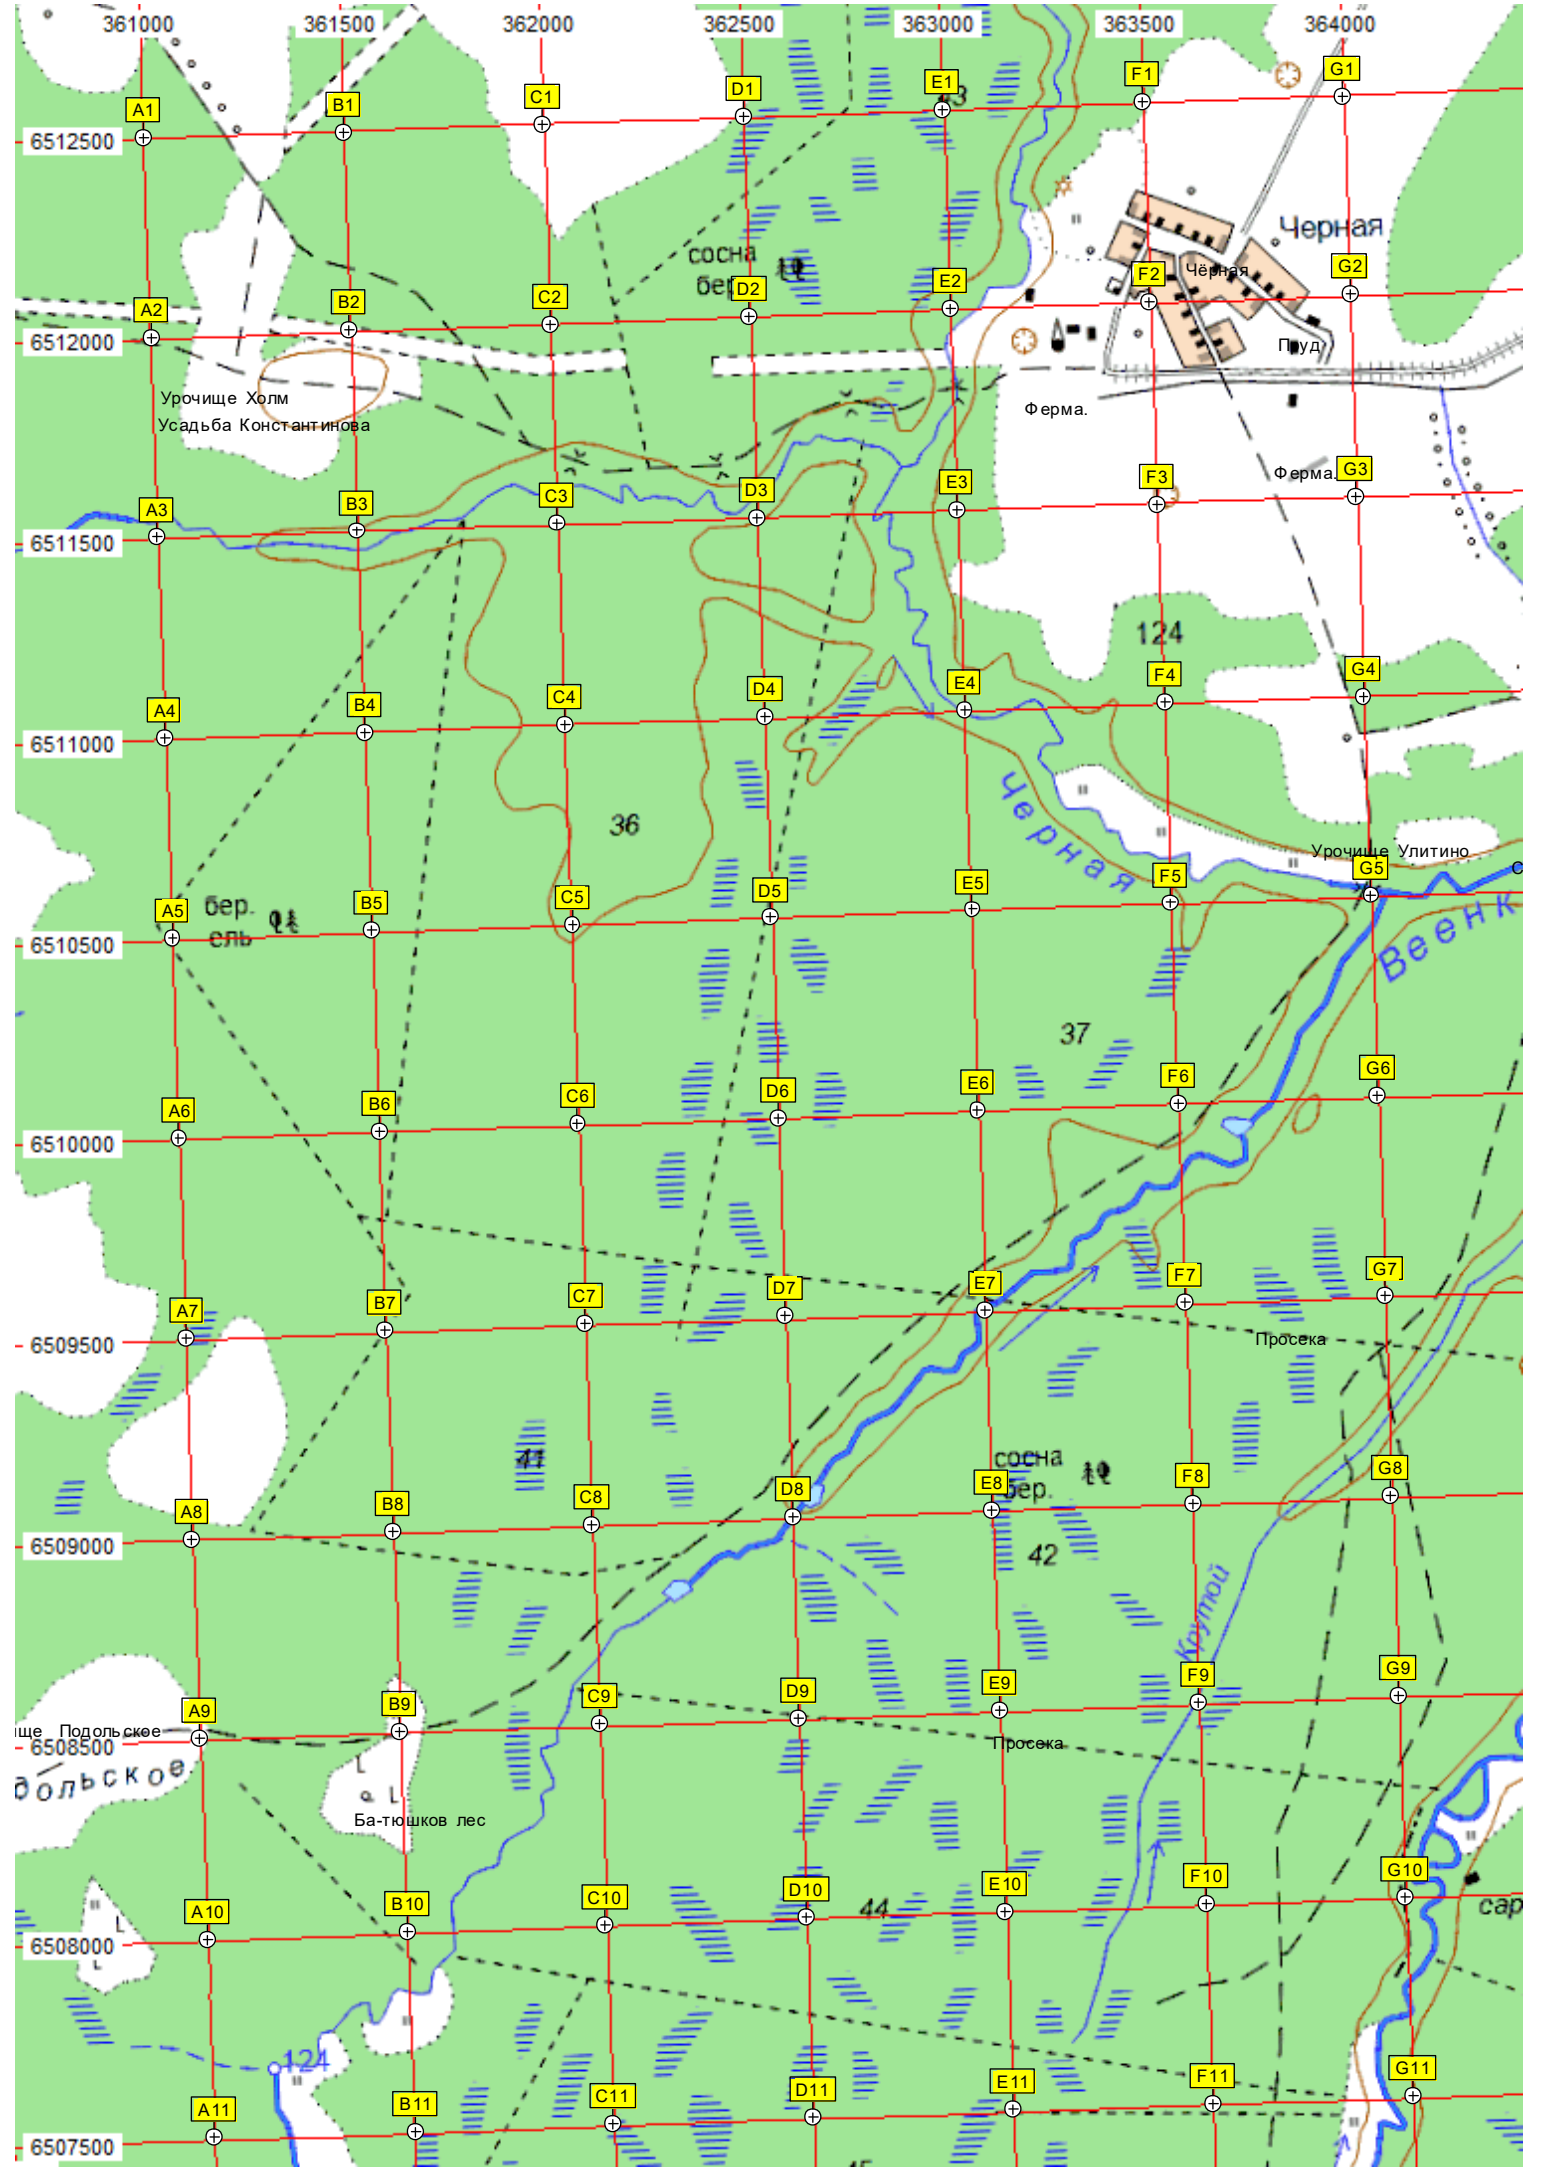 361000 361500 362000 362500 363000 363500 364000
A1 B1 C1 D1 E1 F1 G1
6512500
Черная
сосна
бер.
Чёрная
A2 B2 C2 D2 E2 F2 G2
6512000
Пруд
Урочище Холм
Усадьба Константинова
Ферма.
Ферма.
A3 B3 C3 D3 E3 F3 G3
6511500
124
A4 B4 C4 D4 E4 F4 G4
6511000
Черная
36
Урочище Улитино
A5 B5 C5 D5 E5 F5 G5
бер.
ель
6510500
Веенк
37
A6 B6 C6 D6 E6 F6 G6
6510000
A7 B7 C7 D7 E7 F7 G7
6509500
Просека
41
сосна
бер.
A8 B8 C8 D8 E8 F8 G8
6509000
42
Крутой
A9 B9 C9 D9 E9 F9 G9
ище Подольское
6508500
Просека
дольское
Ба-тюшков лес
A10 B10 C10 D10 E10 F10 G10
44
сар
6508000
124
A11 B11 C11 D11 E11 F11 G11
6507500